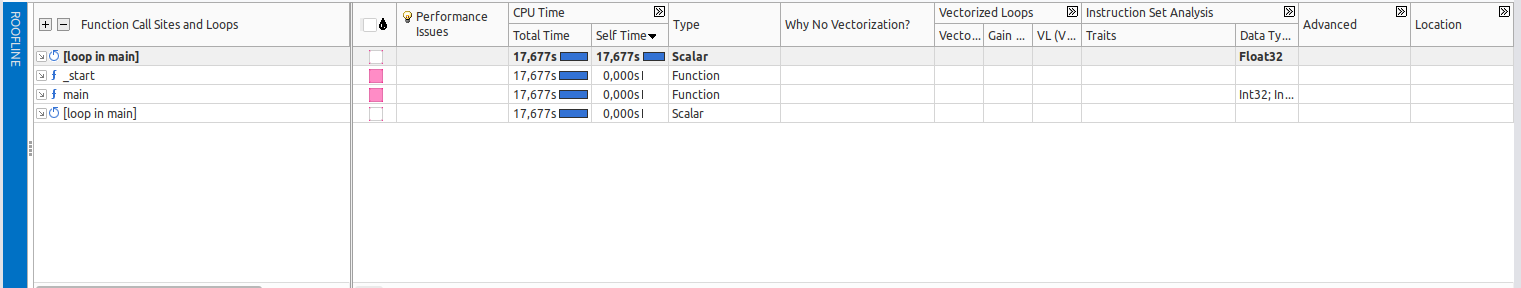 ROOFLINE
Function Call Sites and Loops
Performance Issues
CPU Time
Total Time
Self Time
Type
Why No Vectorization?
Vectorized Loops
Vecto...
Gain ...
VL (V...
Instruction Set Analysis
Traits
Data Ty...
Advanced
Location
[loop in main] 17,677s 17,677s Scalar Float32
f _start 17,677s 0,000s Function
f main 17,677s 0,000s Function Int32; In...
[loop in main] 17,677s 0,000s Scalar